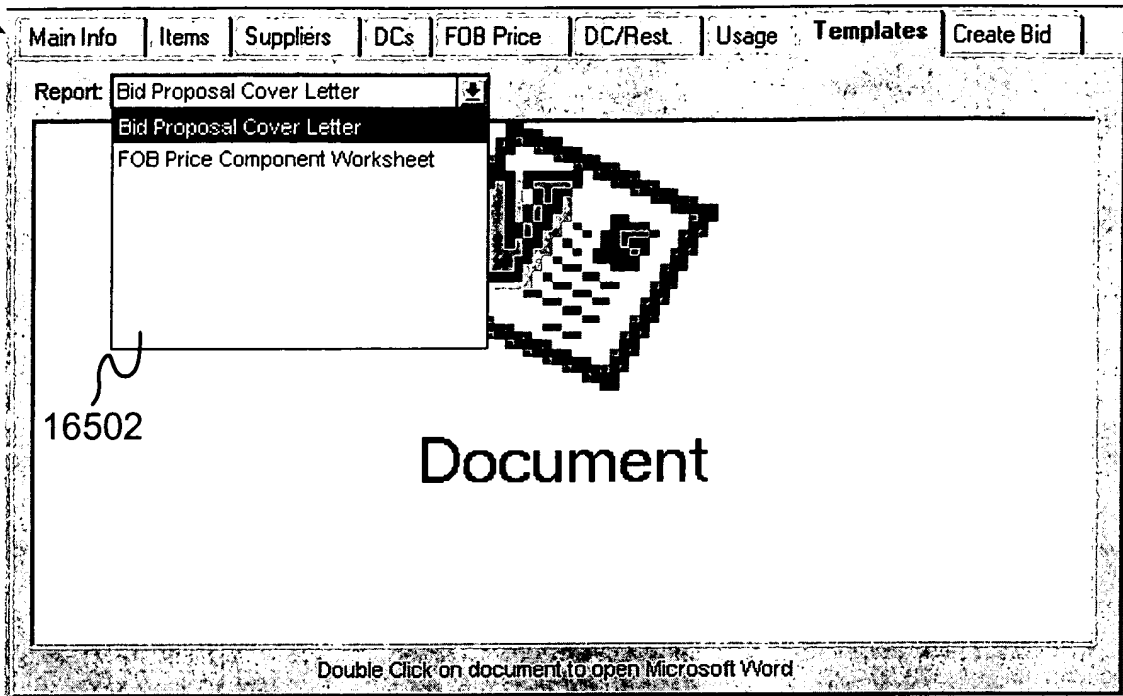 Main Info Items Suppliers DCs FOB Price DC/Rest. Usage Templates Create Bid
Report: Bid Proposal Cover Letter
Bid Proposal Cover Letter
FOB Price Component Worksheet
16502
Document
Double Click on document to open Microsoft Word